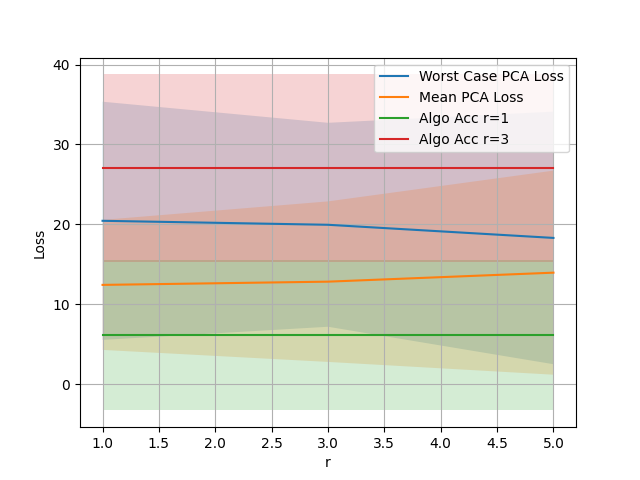 40
30
20
10
0
Loss
1.0 1.5 2.0 2.5 3.0 3.5 4.0 4.5 5.0
r
Worst Case PCA Loss
Mean PCA Loss
Algo Acc r=1
Algo Acc r=3